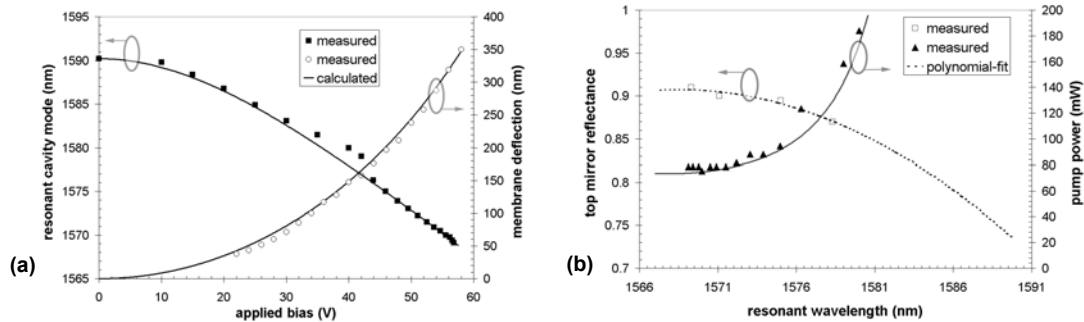 (a)
resonant cavity mode (nm)
1595
1590
1585
1580
1575
1570
1565
0 10 20 30 40 50 60
applied bias (V)
measured
measured
calculated
400
350
300
250
200
150
100
50
0
membrane deflection (nm)
(b)
top mirror reflectance
1
0.95
0.9
0.85
0.8
0.75
0.7
1566 1571 1576 1581 1586 1591
resonant wavelength (nm)
measured
measured
polynomial-fit
200
180
160
140
120
100
80
60
40
20
0
pump power (mW)